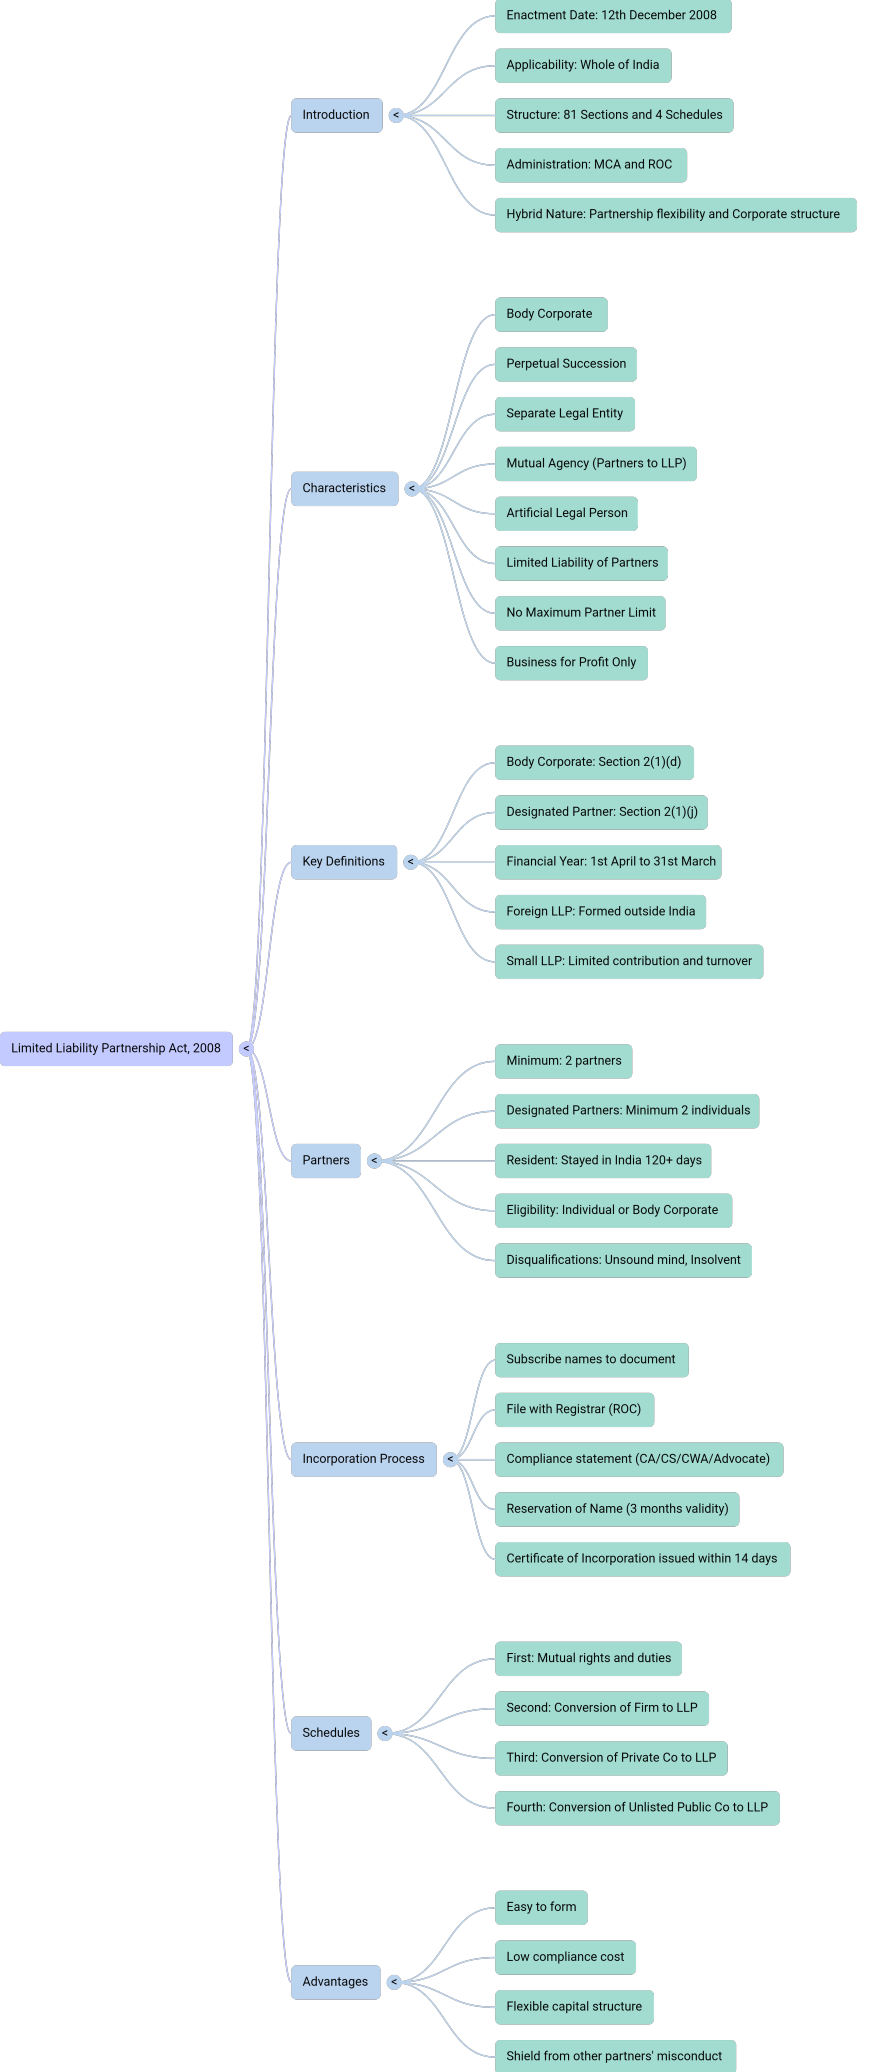 Limited Liability Partnership Act, 2008
<
Introduction
<
Enactment Date: 12th December 2008
Applicability: Whole of India
Structure: 81 Sections and 4 Schedules
Administration: MCA and ROC
Hybrid Nature: Partnership flexibility and Corporate structure
Characteristics
<
Body Corporate
Perpetual Succession
Separate Legal Entity
Mutual Agency (Partners to LLP)
Artificial Legal Person
Limited Liability of Partners
No Maximum Partner Limit
Business for Profit Only
Key Definitions
<
Body Corporate: Section 2(1)(d)
Designated Partner: Section 2(1)(j)
Financial Year: 1st April to 31st March
Foreign LLP: Formed outside India
Small LLP: Limited contribution and turnover
Partners
<
Minimum: 2 partners
Designated Partners: Minimum 2 individuals
Resident: Stayed in India 120+ days
Eligibility: Individual or Body Corporate
Disqualifications: Unsound mind, Insolvent
Incorporation Process
<
Subscribe names to document
File with Registrar (ROC)
Compliance statement (CA/CS/CWA/Advocate)
Reservation of Name (3 months validity)
Certificate of Incorporation issued within 14 days
Schedules
<
First: Mutual rights and duties
Second: Conversion of Firm to LLP
Third: Conversion of Private Co to LLP
Fourth: Conversion of Unlisted Public Co to LLP
Advantages
<
Easy to form
Low compliance cost
Flexible capital structure
Shield from other partners' misconduct